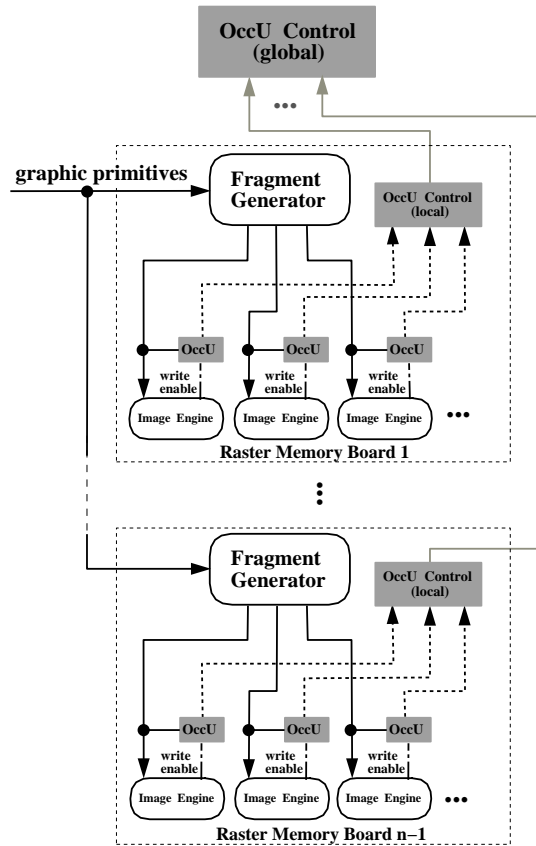 OccU Control
(global)
•••
graphic primitives
Fragment
Generator
OccU Control
(local)
OccU
OccU
OccU
write
enable
write
enable
write
enable
Image Engine
Image Engine
Image Engine
•••
Raster Memory Board 1
Fragment
Generator
OccU Control
(local)
OccU
OccU
OccU
write
enable
write
enable
write
enable
Image Engine
Image Engine
Image Engine
•••
Raster Memory Board n−1